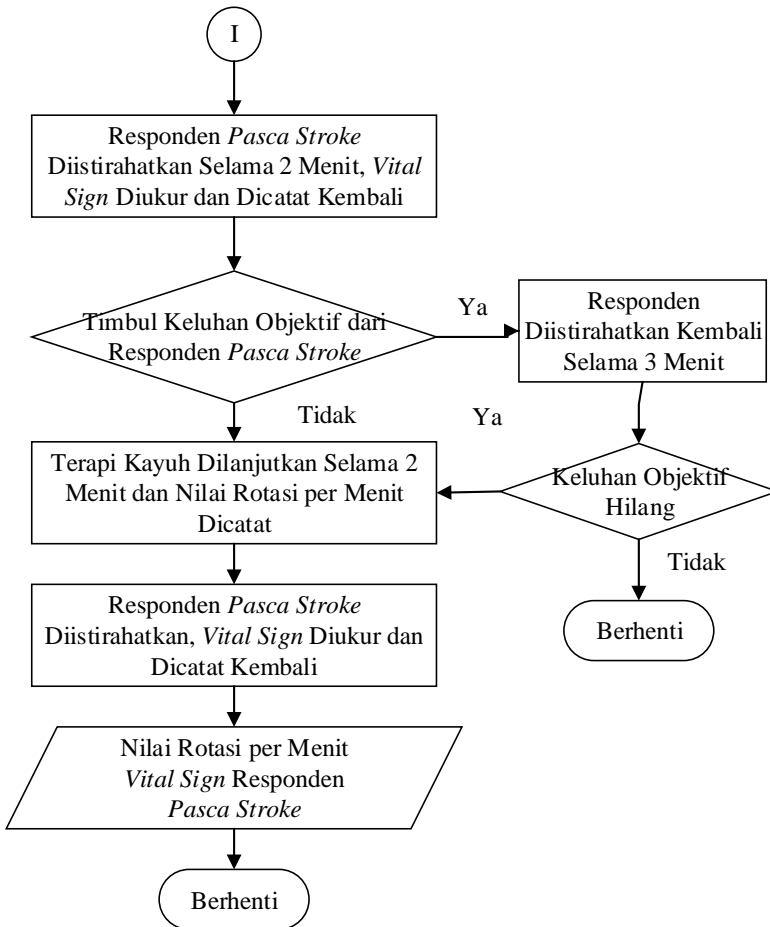 I
Responden Pasca Stroke
Diistirahatkan Selama 2 Menit, Vital
Sign Diukur dan Dicatat Kembali
Timbul Keluhan Objektif dari
Responden Pasca Stroke
Ya
Responden
Diistirahatkan Kembali
Selama 3 Menit
Tidak
Ya
Terapi Kayuh Dilanjutkan Selama 2
Menit dan Nilai Rotasi per Menit
Dicatat
Keluhan Objektif
Hilang
Tidak
Berhenti
Responden Pasca Stroke
Diistirahatkan, Vital Sign Diukur dan
Dicatat Kembali
Nilai Rotasi per Menit
Vital Sign Responden
Pasca Stroke
Berhenti